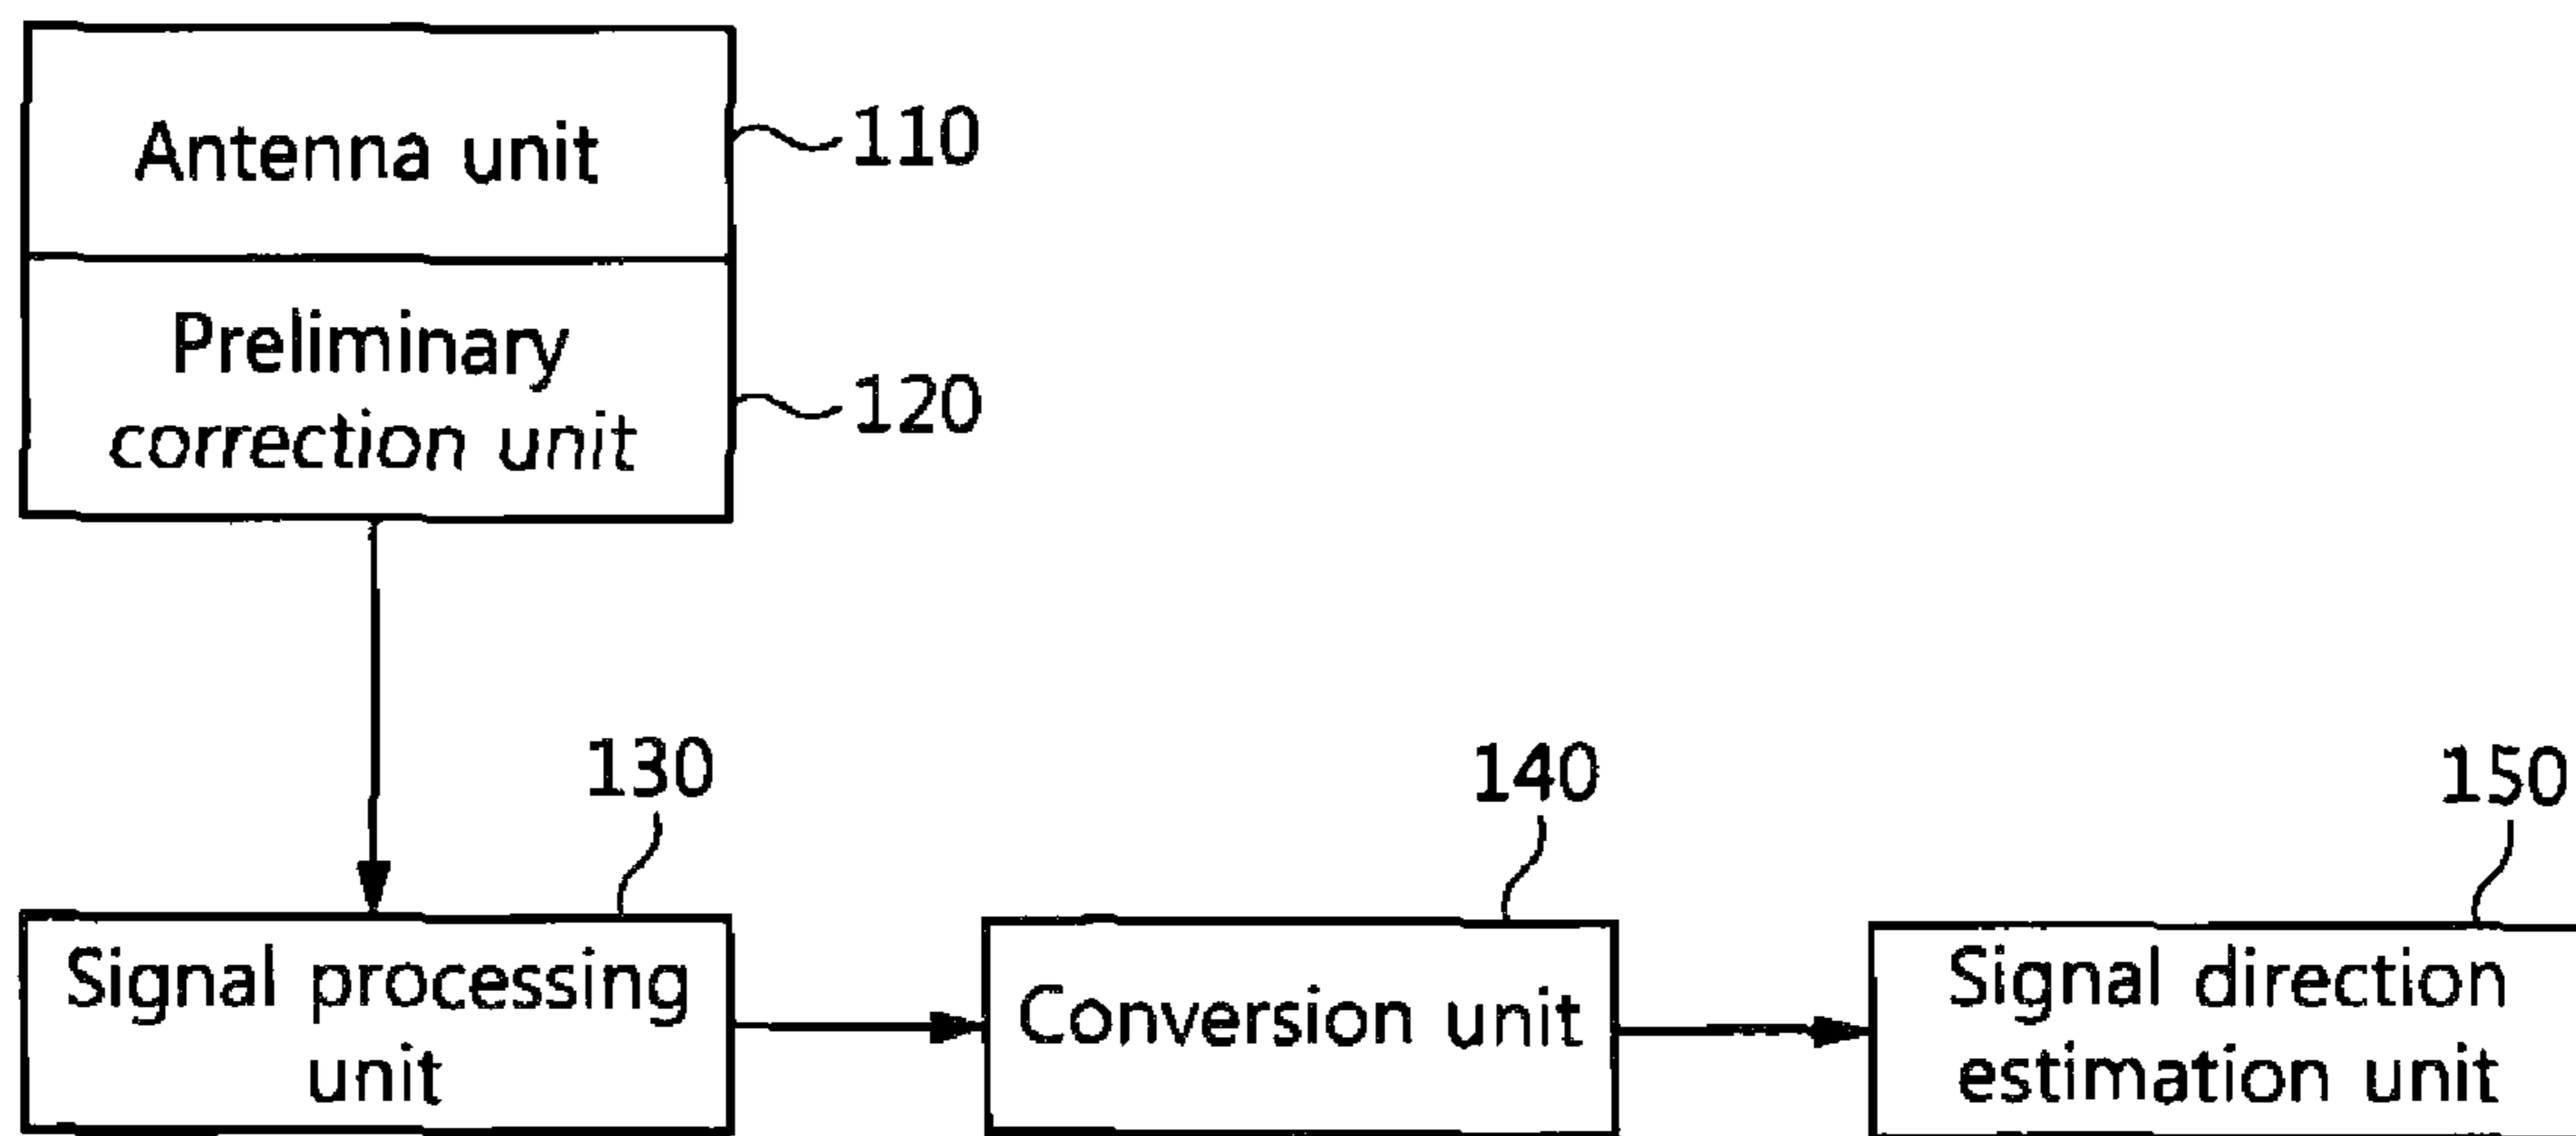 Antenna unit
110
Preliminary
correction unit
120
130
140
150
Signal processing
unit
Conversion unit
Signal direction
estimation unit